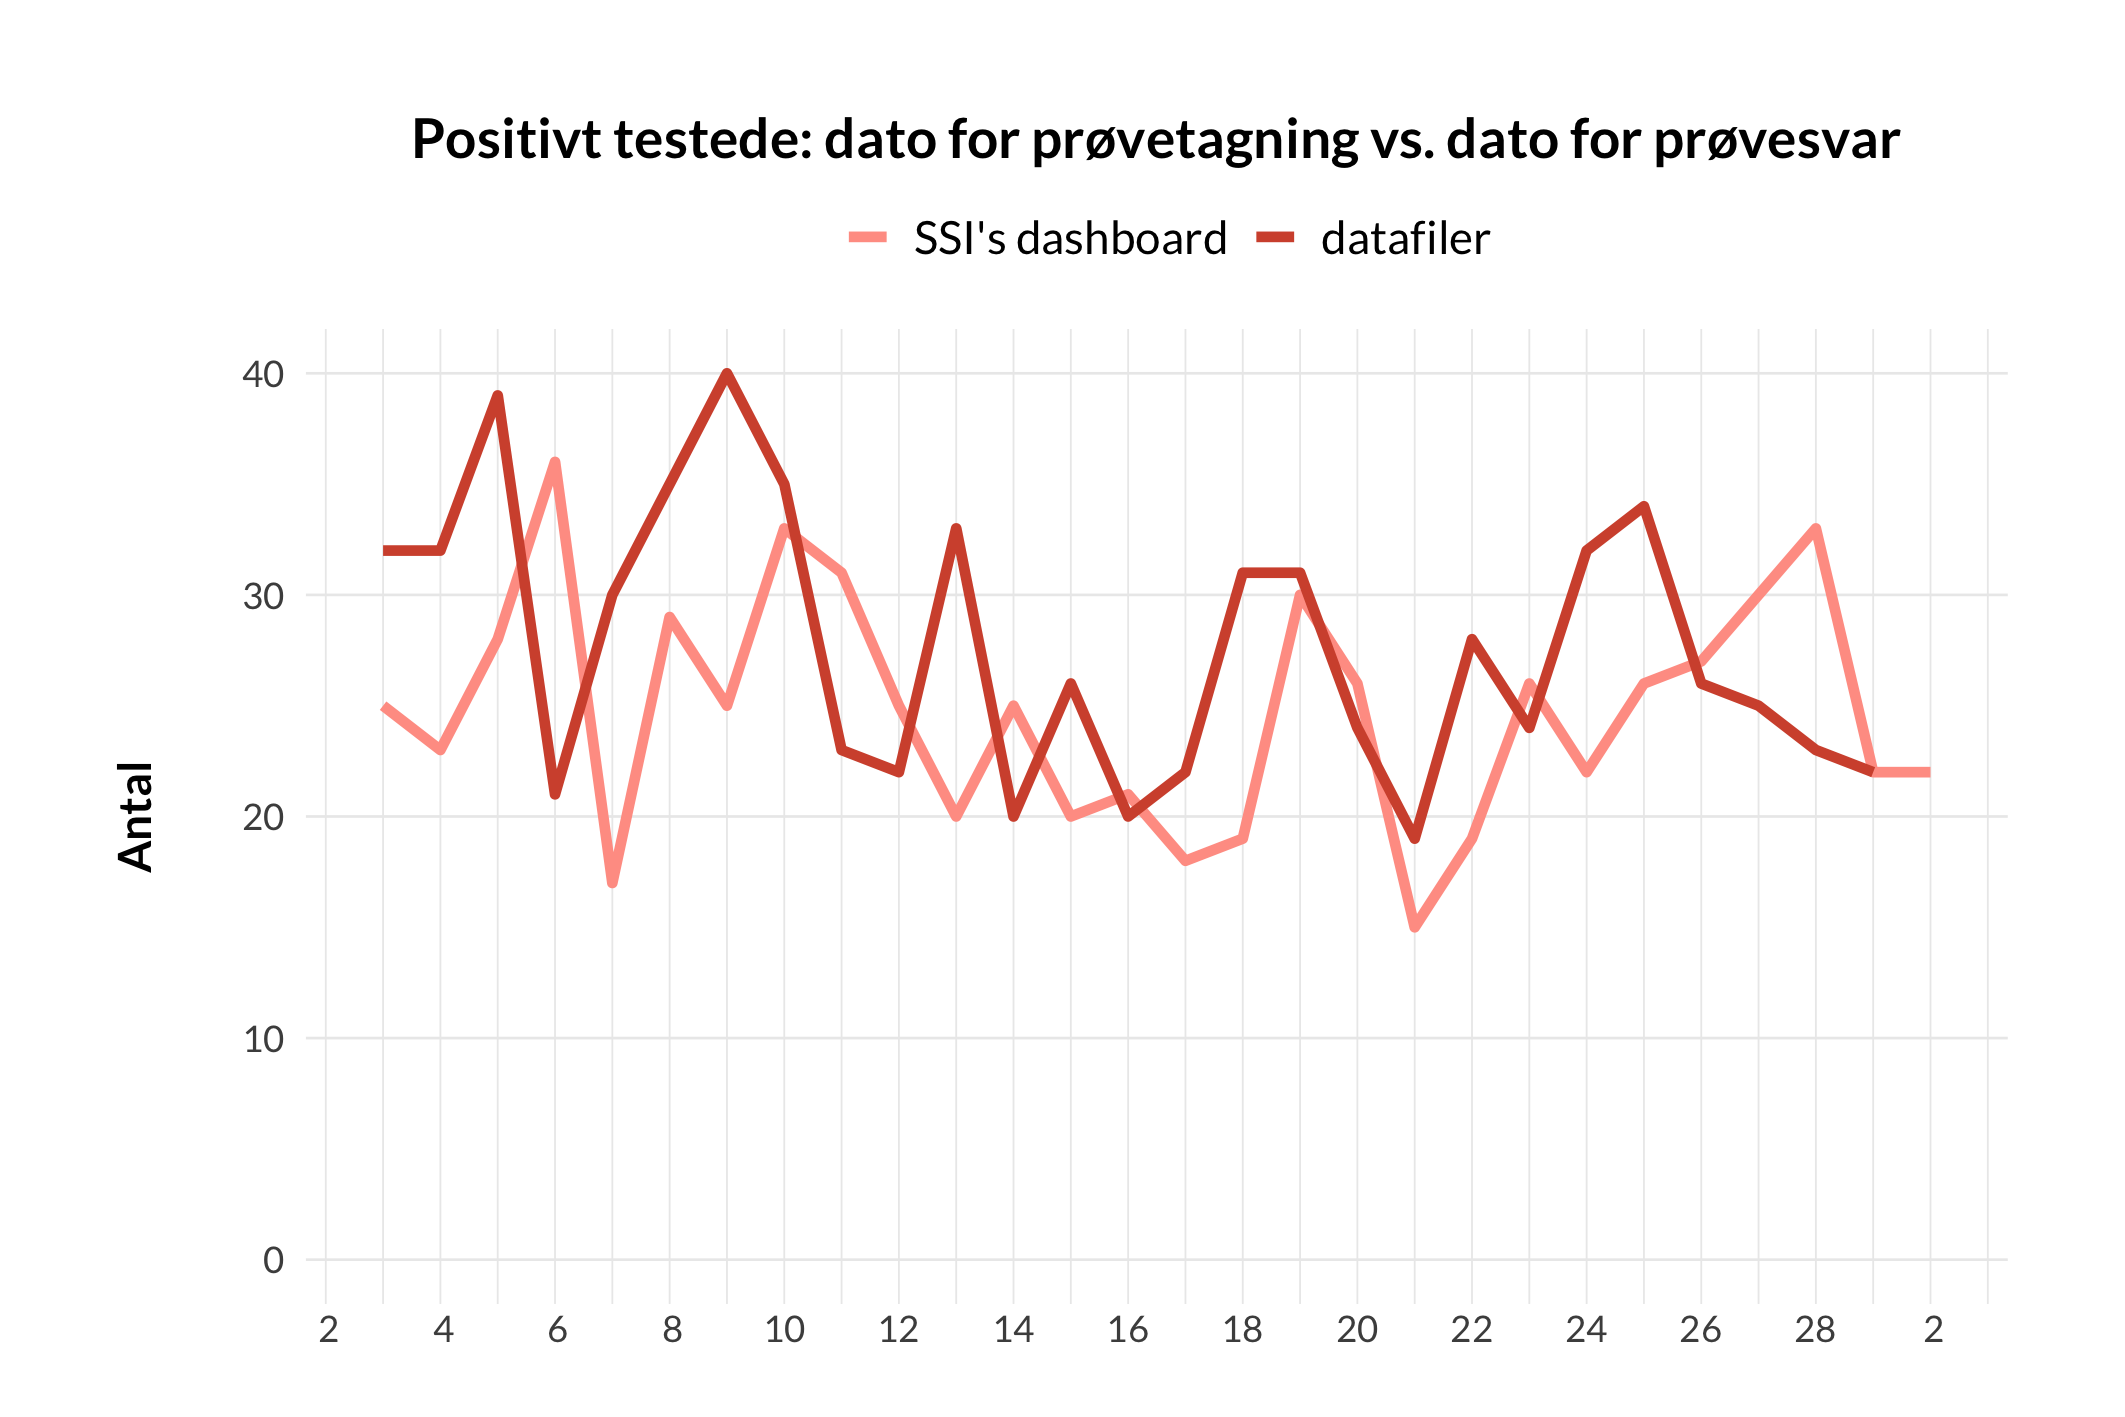 Positivt testede: dato for prøvetagning vs. dato for prøvesvar
SSI's dashboard datafiler
Antal
40
30
20
10
0
2 4 6 8 10 12 14 16 18 20 22 24 26 28 2